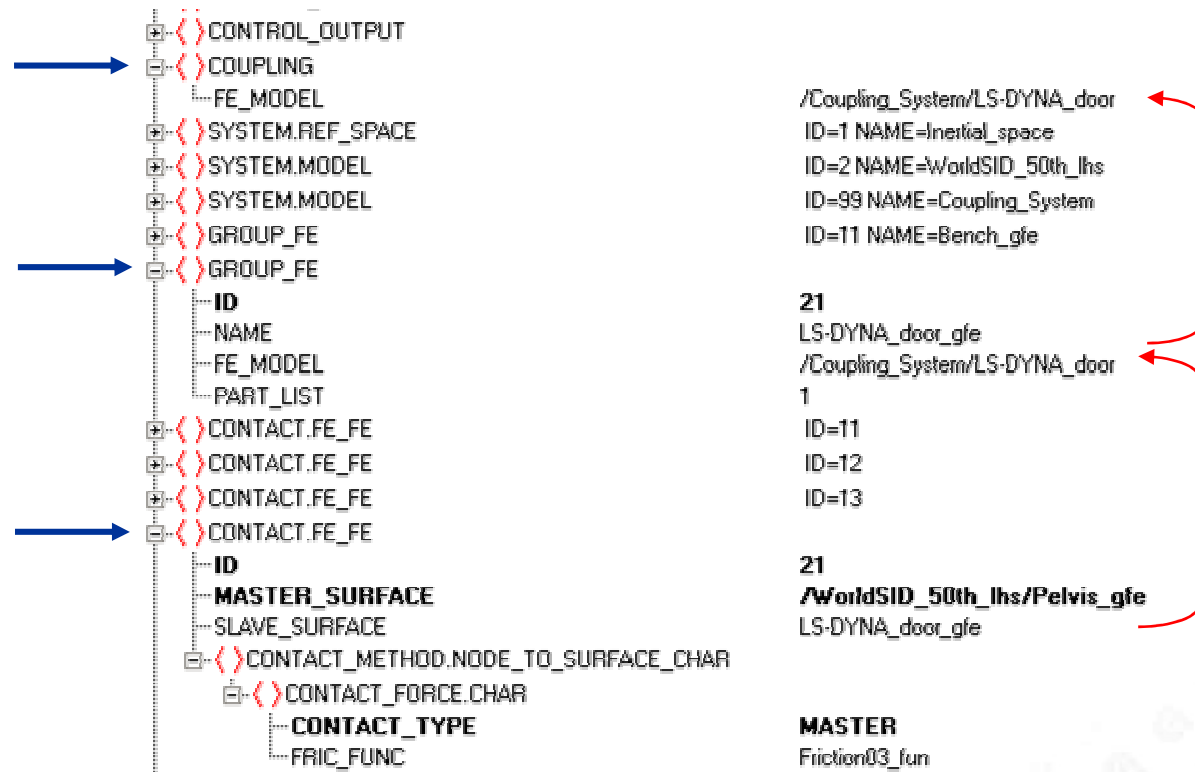 CONTROL_OUTPUT
COUPLING
FE_MODEL /Coupling_System/LS-DYNA_door
SYSTEM.REF_SPACE ID=1 NAME=Inertial_space
SYSTEM.MODEL ID=2 NAME=WorldSID_50th_lhs
SYSTEM.MODEL ID=99 NAME=Coupling_System
GROUP_FE ID=11 NAME=Bench_gfe
GROUP_FE
ID 21
NAME LS-DYNA_door_gfe
FE_MODEL /Coupling_System/LS-DYNA_door
PART_LIST 1
CONTACT.FE_FE ID=11
CONTACT.FE_FE ID=12
CONTACT.FE_FE ID=13
CONTACT.FE_FE
ID 21
MASTER_SURFACE /WorldSID_50th_lhs/Pelvis_gfe
SLAVE_SURFACE LS-DYNA_door_gfe
CONTACT_METHOD.NODE_TO_SURFACE_CHAR
CONTACT_FORCE.CHAR
CONTACT_TYPE MASTER
FRIC_FUNC Friction03_fun